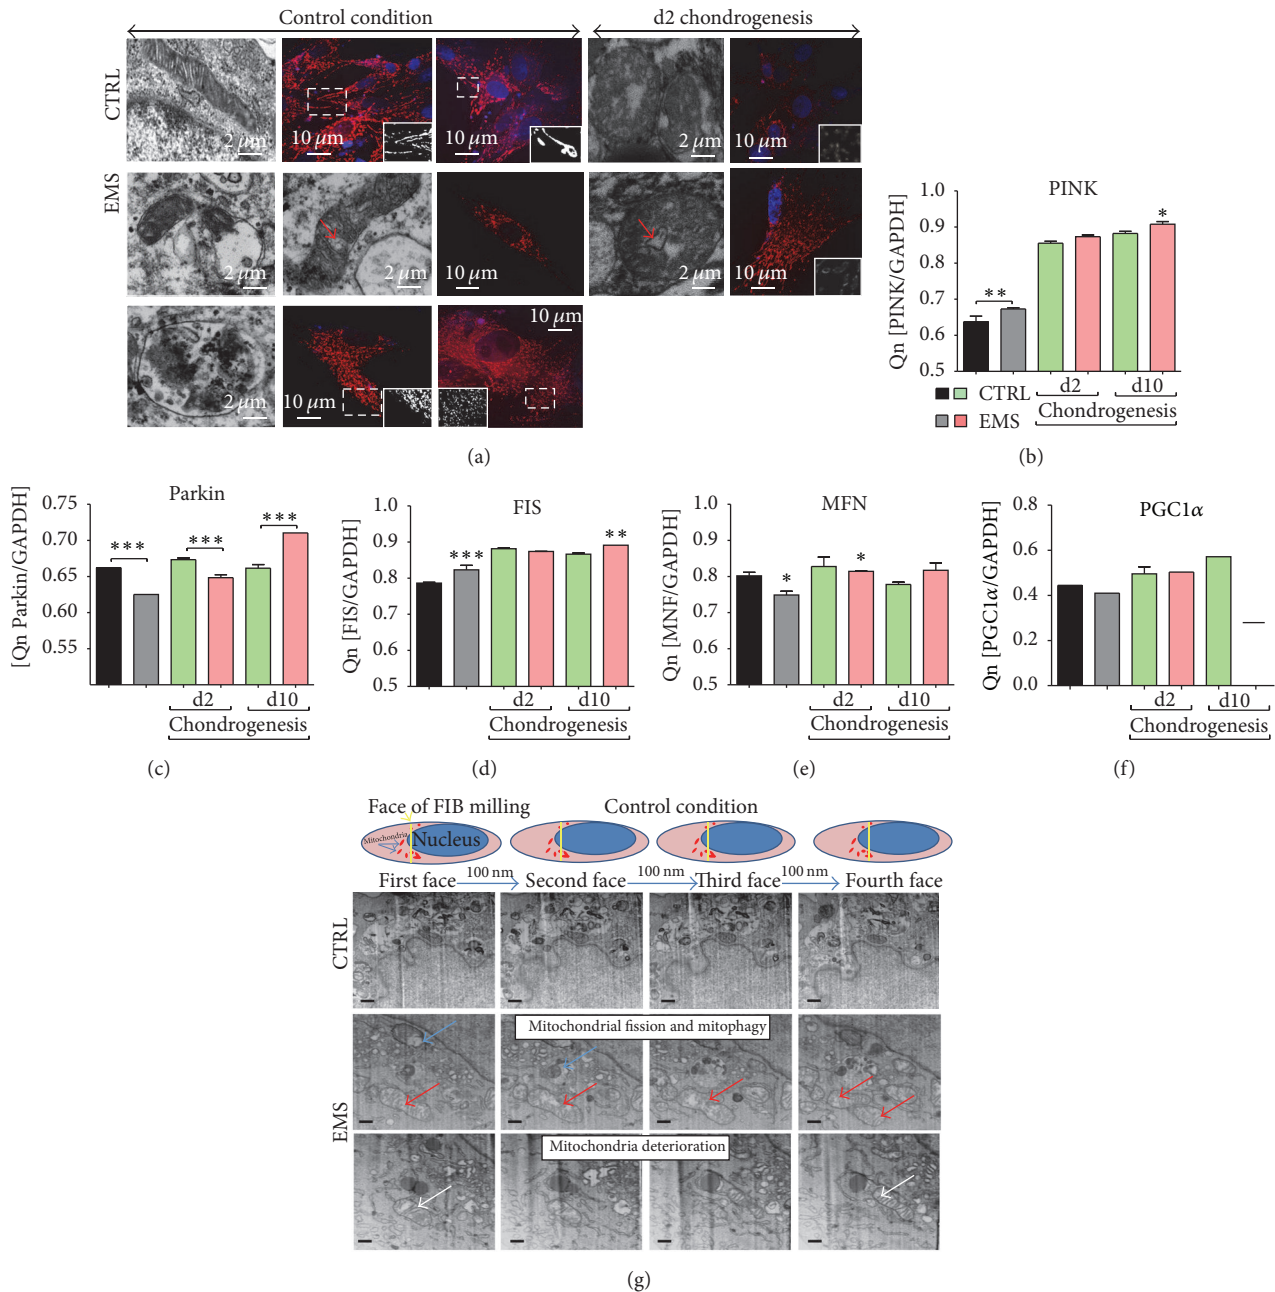 (a)
Control condition
d2 chondrogenesis
CTRL
2 μm
10 μm
10 μm
2 μm
10 μm
EMS
2 μm
2 μm
10 μm
2 μm
10 μm
2 μm
10 μm
10 μm
(a)
PINK
Qn [PINK/GAPDH]
1.0
0.9
0.8
0.7
0.6
0.5
**
*
d2
d10
Chondrogenesis
CTRL
EMS
(b)
Parkin
[Qn Parkin/GAPDH]
0.75
0.70
0.65
0.60
0.55
***
***
***
d2
d10
Chondrogenesis
(c)
FIS
Qn [FIS/GAPDH]
1.0
0.9
0.8
0.7
0.6
0.5
***
**
d2
d10
Chondrogenesis
(d)
MFN
Qn [MNF/GAPDH]
1.0
0.9
0.8
0.7
0.6
0.5
*
*
d2
d10
Chondrogenesis
(e)
PGC1α
Qn [PGC1α/GAPDH]
0.8
0.6
0.4
0.2
0.0
d2
d10
Chondrogenesis
(f)
Face of FIB milling
Control condition
Mitochondria
Nucleus
First face
100 nm
Second face
100 nm
Third face
100 nm
Fourth face
CTRL
EMS
Mitochondrial fission and mitophagy
Mitochondria deterioration
(g)